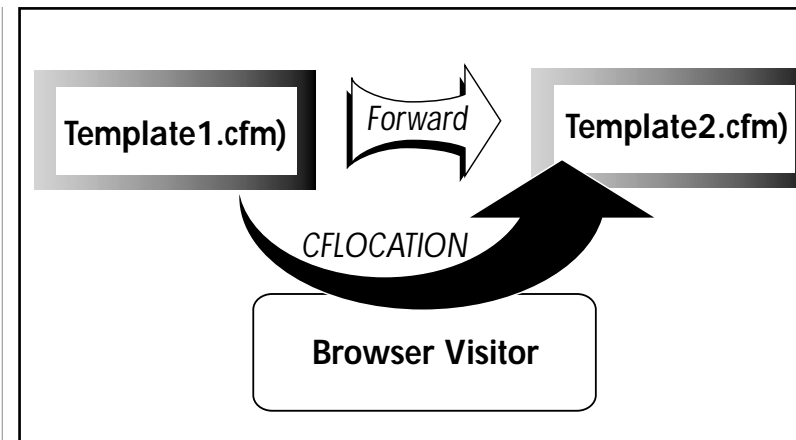 Template1.cfm)
Forward
Template2.cfm)
CFLOCATION
Browser Visitor